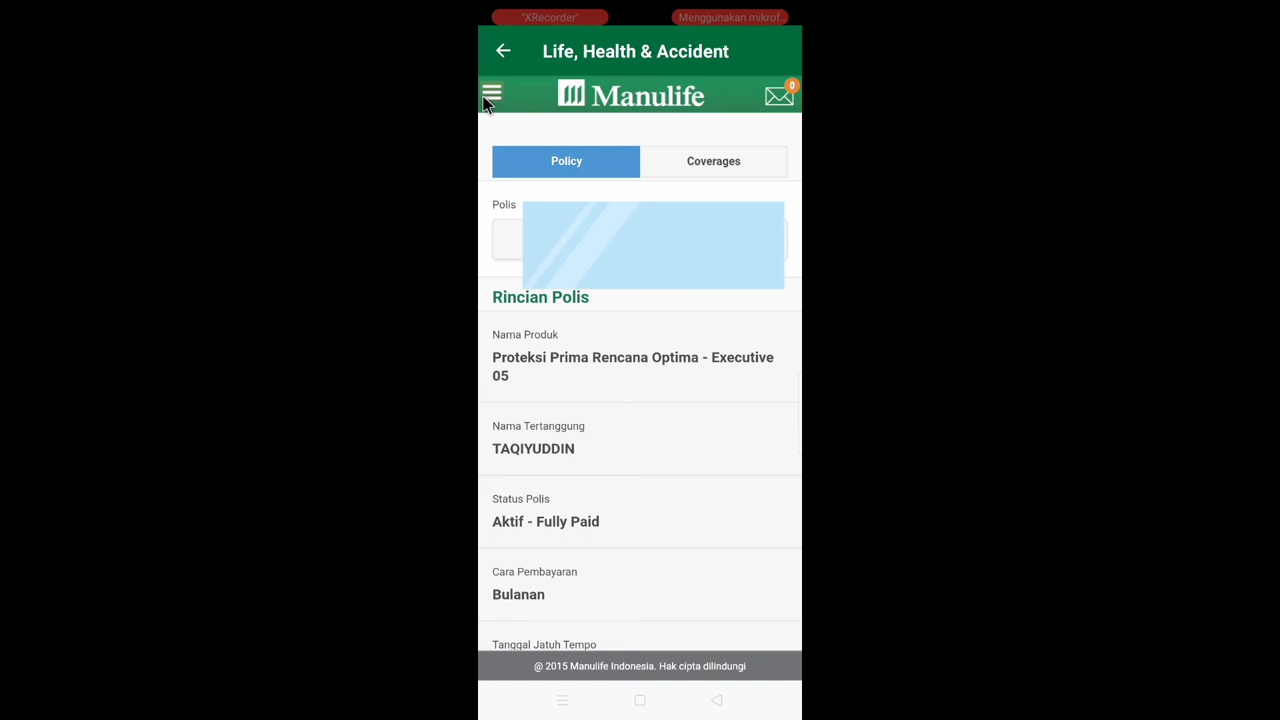 "XRecorder"
Menggunakan mikrof...
Life, Health & Accident
Manulife
0
Policy
Coverages
Polis
Rincian Polis
Nama Produk
Proteksi Prima Rencana Optima - Executive
05
Nama Tertanggung
TAQIYUDDIN
Status Polis
Aktif - Fully Paid
Cara Pembayaran
Bulanan
Tanggal Jatuh Tempo
@ 2015 Manulife Indonesia. Hak cipta dilindungi